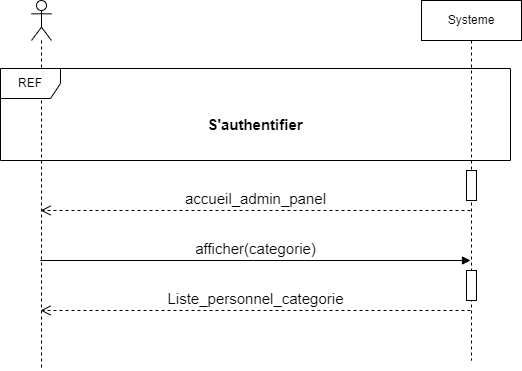 Systeme
REF
S'authentifier
accueil_admin_panel
afficher(categorie)
Liste_personnel_categorie